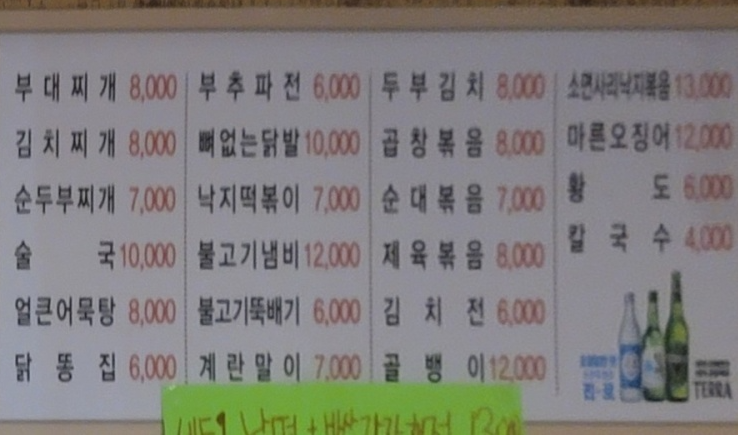 부대찌개 8,000
김치찌개 8,000
순두부찌개 7,000
술국 10,000
얼큰어묵탕 8,000
닭똥집 6,000
부추파전 6,000
뼈없는닭발 10,000
낙지떡볶이 7,000
불고기냄비 12,000
불고기뚝배기 6,000
계란말이 7,000
두부김치 8,000
곱창볶음 8,000
순대볶음 7,000
제육볶음 8,000
김치전 6,000
골뱅이 12,000
소면사리낙지볶음 13,000
마른오징어 12,000
황도 6,000
칼국수 4,000
TERRA